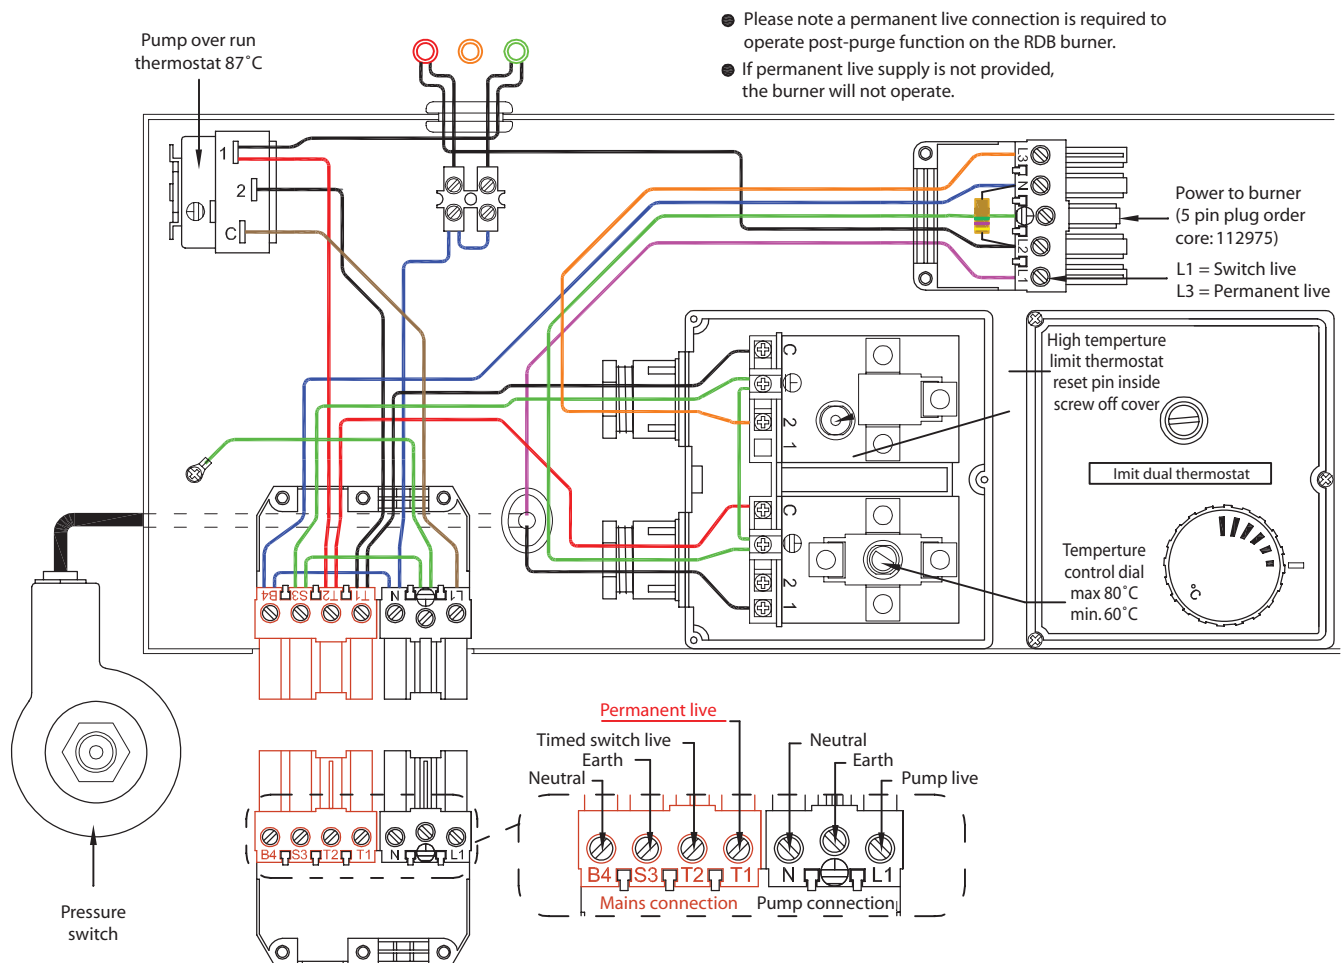 Please note a permanent live connection is required to
operate post-purge function on the RDB burner.
If permanent live supply is not provided,
the burner will not operate.
Pump over run
thermostat 87˚C
1
2
C
L3
N
L2
L1
Power to burner
(5 pin plug order
core: 112975)
L1 = Switch live
L3 = Permanent live
C
2
1
C
2
1
High temperture
limit thermostat
reset pin inside
screw off cover
Imit dual thermostat
Temperture
control dial
max 80˚C
min. 60˚C
˚C
B4 S3 T2 T1 N L1
Pressure
switch
B4 S3 T2 T1 N L1
Permanent live
Timed switch live
Earth
Neutral
Neutral
Earth
Pump live
B4 S3 T2 T1 N L1
Mains connection
Pump connection